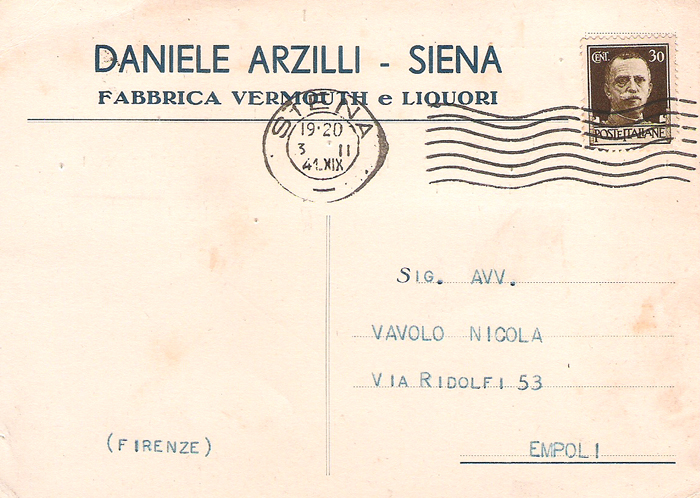 DANIELE ARZILLI - SIENA
FABBRICA VERMOUTH e LIQUORI
CENT. 30
POSTE ITALIANE
SIENA
19·20
3 II
41.XIX
SIG. AVV.
VAVOLO NICOLA
VIA RIDOLFI 53
EMPOLI
(FIRENZE)